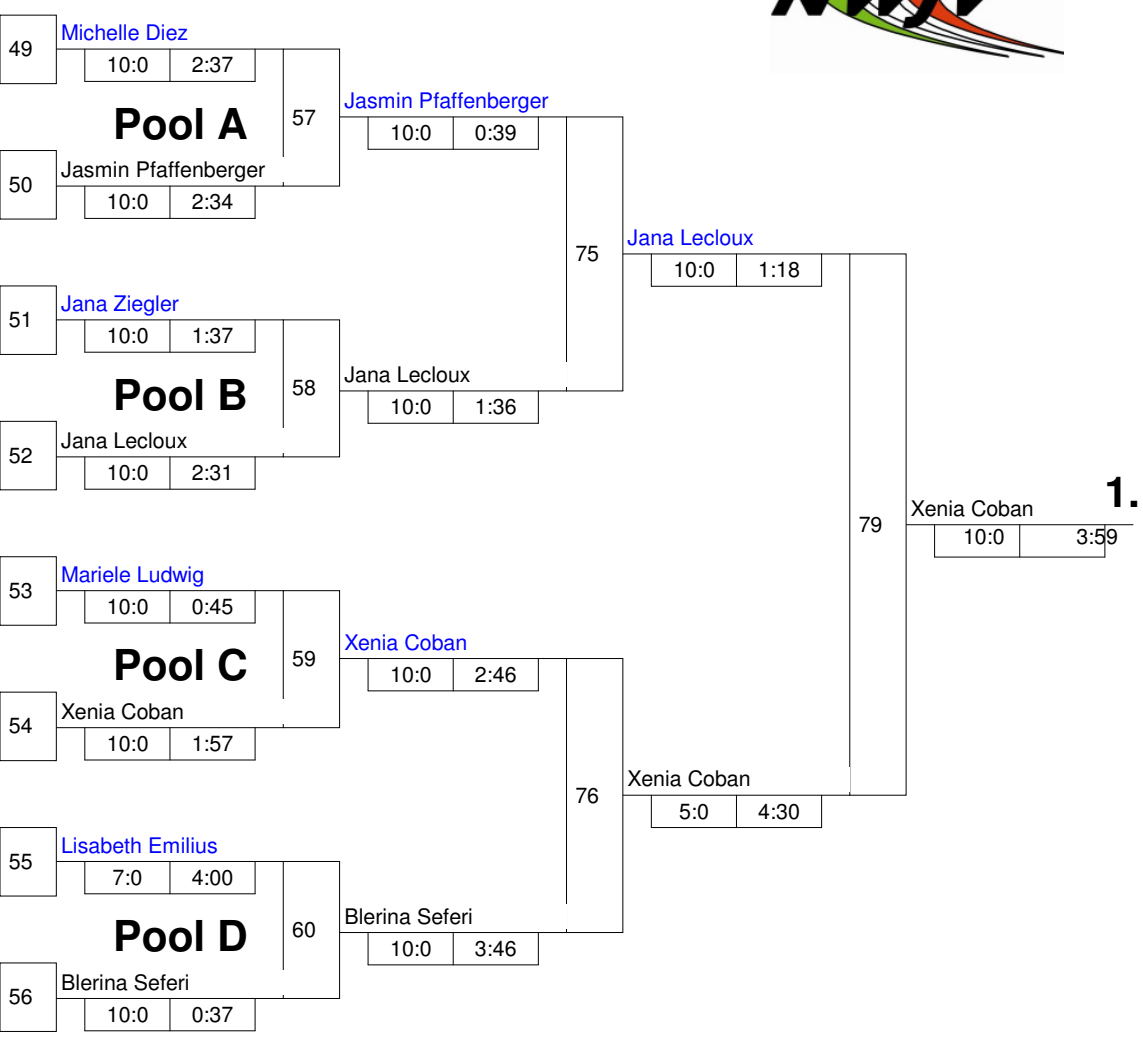 49
Michelle Diez
10:0 2:37
Pool A
57
Jasmin Pfaffenberger
10:0 0:39
50
Jasmin Pfaffenberger
10:0 2:34
75
Jana Lecloux
10:0 1:18
51
Jana Ziegler
10:0 1:37
Pool B
58
Jana Lecloux
10:0 1:36
52
Jana Lecloux
10:0 2:31
79
Xenia Coban
1.
10:0 3:59
53
Mariele Ludwig
10:0 0:45
Pool C
59
Xenia Coban
10:0 2:46
54
Xenia Coban
10:0 1:57
76
Xenia Coban
5:0 4:30
55
Lisabeth Emilius
7:0 4:00
Pool D
60
Blerina Seferi
10:0 3:46
56
Blerina Seferi
10:0 0:37